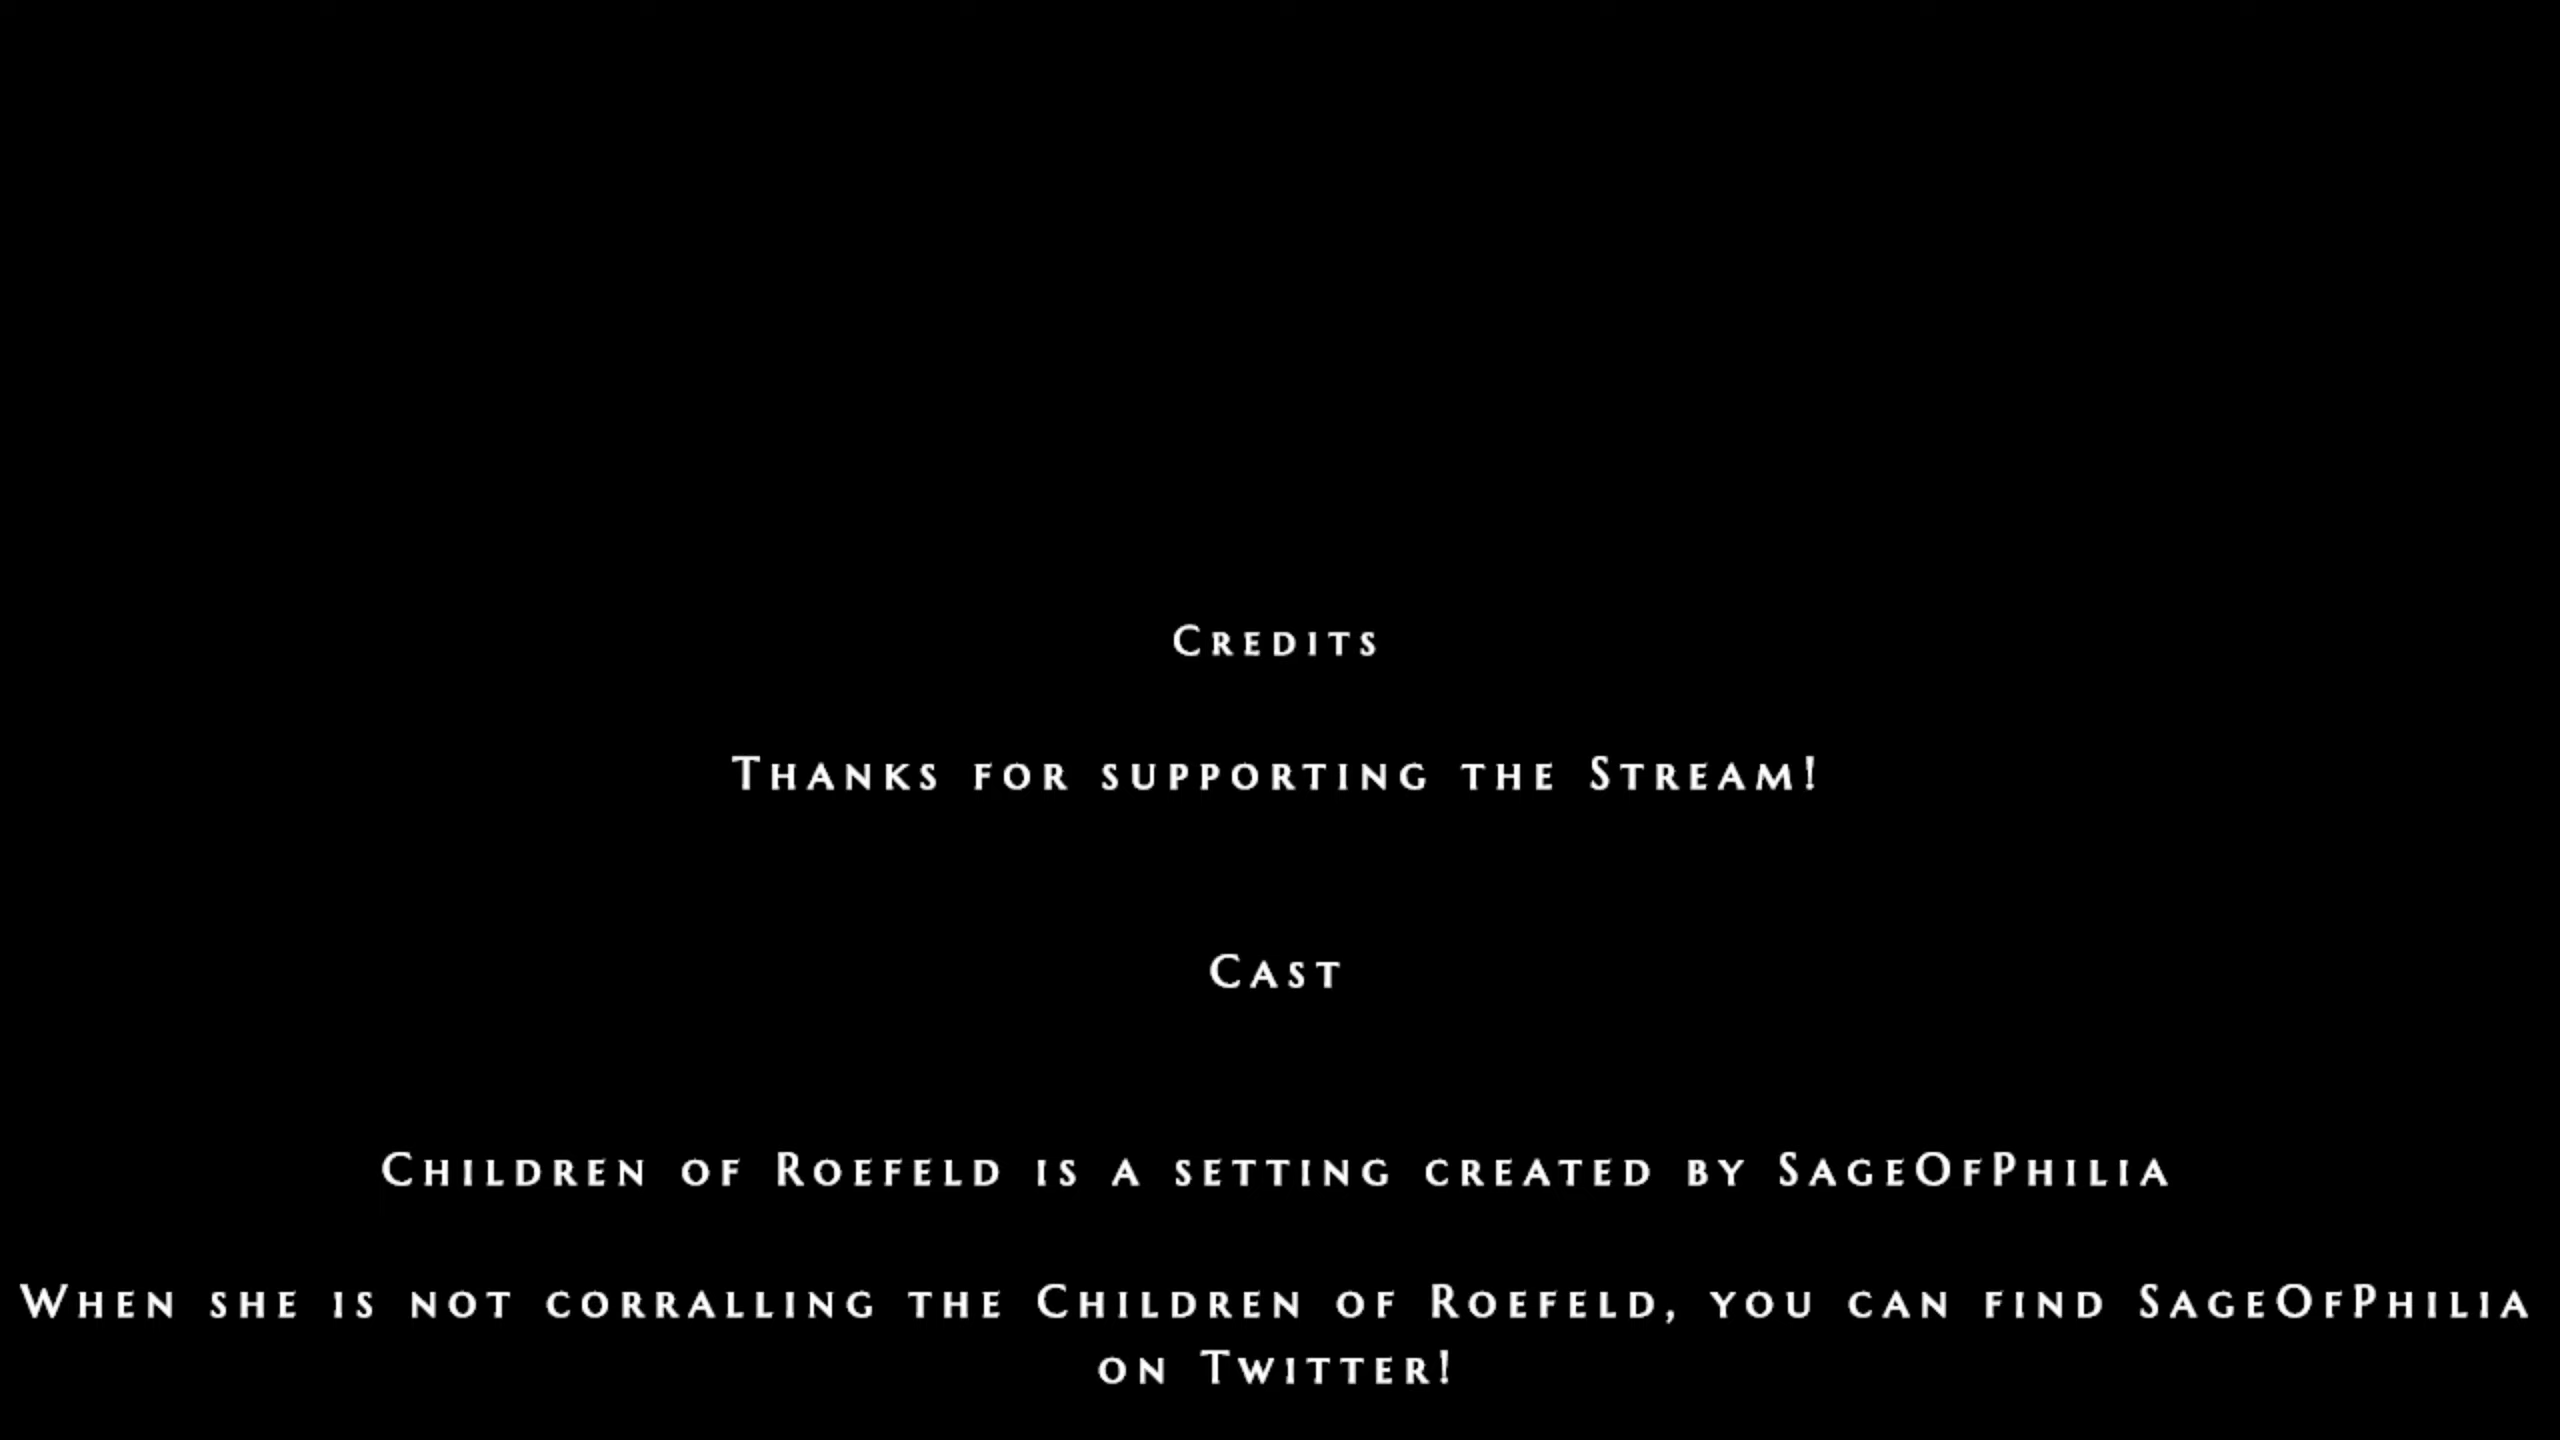 Credits
Thanks for supporting the Stream!
Cast
Children of Roefeld is a setting created by SageOfPhilia
When she is not corralling the Children of Roefeld, you can find SageOfPhilia
on Twitter!